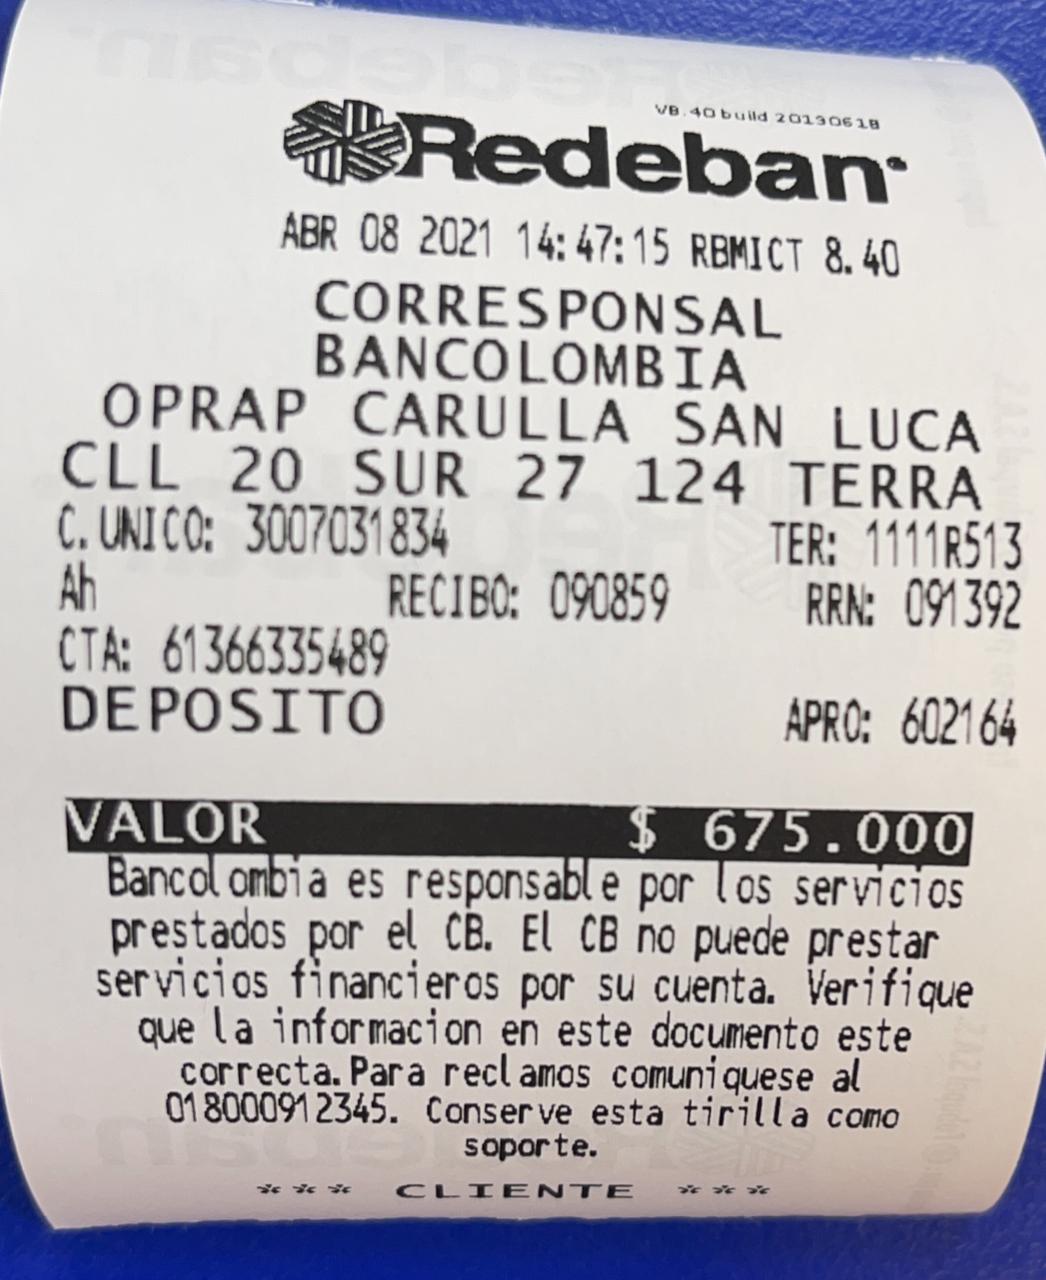 VB.40 build 20190618
Redeban
ABR 08 2021 14:47:15 RBMICT 8.40
CORRESPONSAL
BANCOLOMBIA
OPRAP CARULLA SAN LUCA
CLL 20 SUR 27 124 TERRA
C.UNICO: 3007031834 TER: 1111R513
Ah RECIBO: 090859 RRN: 091392
CTA: 61366335489
DEPOSITO APRO: 602164
VALOR $ 675.000
Bancolombia es responsable por los servicios
prestados por el CB. El CB no puede prestar
servicios financieros por su cuenta. Verifique
que la informacion en este documento este
correcta.Para reclamos comuniquese al
018000912345. Conserve esta tirilla como
soporte.
*** CLIENTE ***